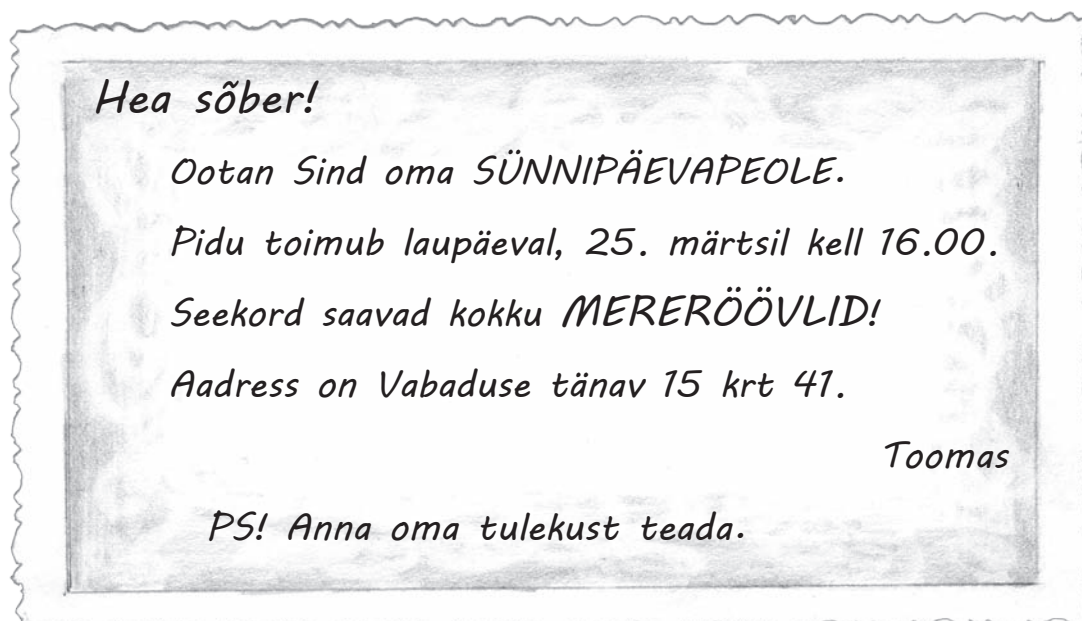 Hea sõber!
Ootan Sind oma SÜNNIPÄEVAPEOLE.
Pidu toimub laupäeval, 25. märtsil kell 16.00.
Seekord saavad kokku MERERÖÖVLID!
Aadress on Vabaduse tänav 15 krt 41.
Toomas
PS! Anna oma tulekust teada.